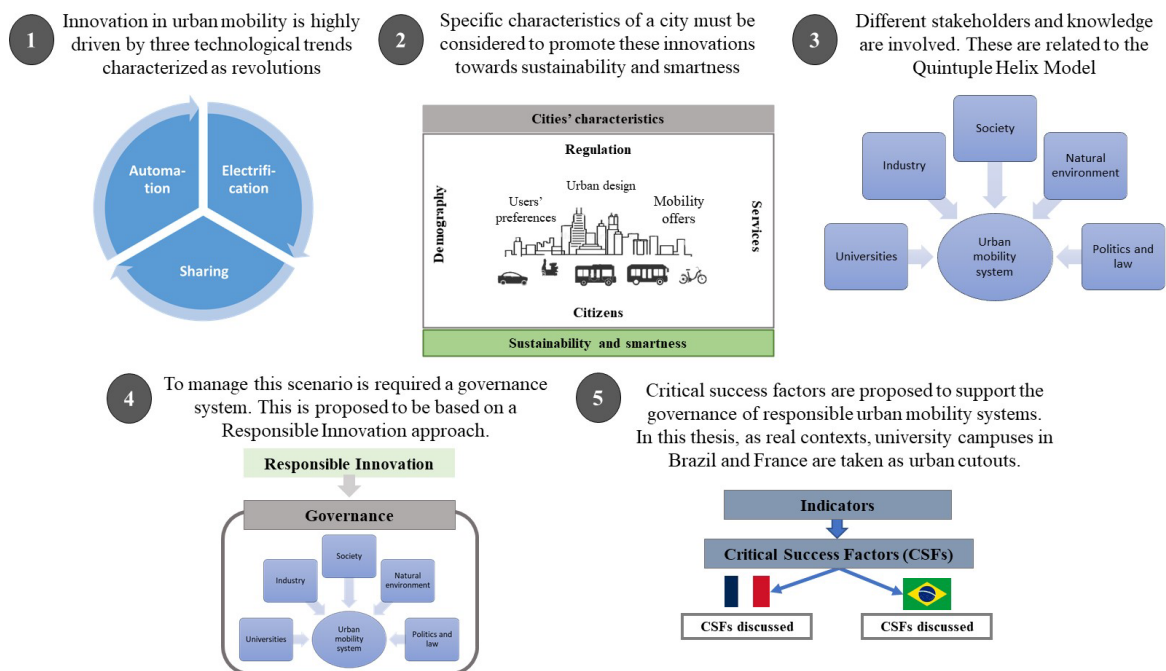 1
Innovation in urban mobility is highly
driven by three technological trends
characterized as revolutions
Automa-
tion
Electrifi-
cation
Sharing
2
Specific characteristics of a city must be
considered to promote these innovations
towards sustainability and smartness
Cities' characteristics
Regulation
Urban design
Users'
preferences
Mobility
offers
Demography
Services
Citizens
Sustainability and smartness
3
Different stakeholders and knowledge
are involved. These are related to the
Quintuple Helix Model
Society
Industry
Natural
environment
Universities
Urban
mobility
system
Politics and
law
4
To manage this scenario is required a governance
system. This is proposed to be based on a
Responsible Innovation approach.
Responsible Innovation
Governance
Society
Industry
Natural
environment
Universities
Urban
mobility
system
Politics and
law
5
Critical success factors are proposed to support the
governance of responsible urban mobility systems.
In this thesis, as real contexts, university campuses in
Brazil and France are taken as urban cutouts.
Indicators
Critical Success Factors (CSFs)
CSFs discussed
CSFs discussed